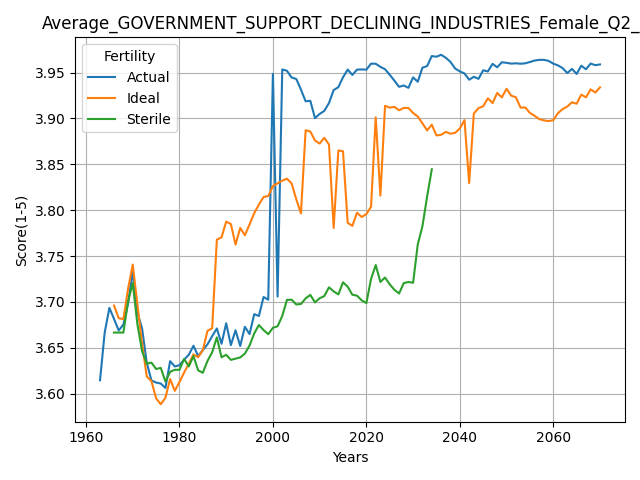 Average_GOVERNMENT_SUPPORT_DECLINING_INDUSTRIES_Female_Q2_
Fertility
Actual
Ideal
Sterile
Score(1-5)
3.95
3.90
3.85
3.80
3.75
3.70
3.65
3.60
1960
1980
2000
2020
2040
2060
Years